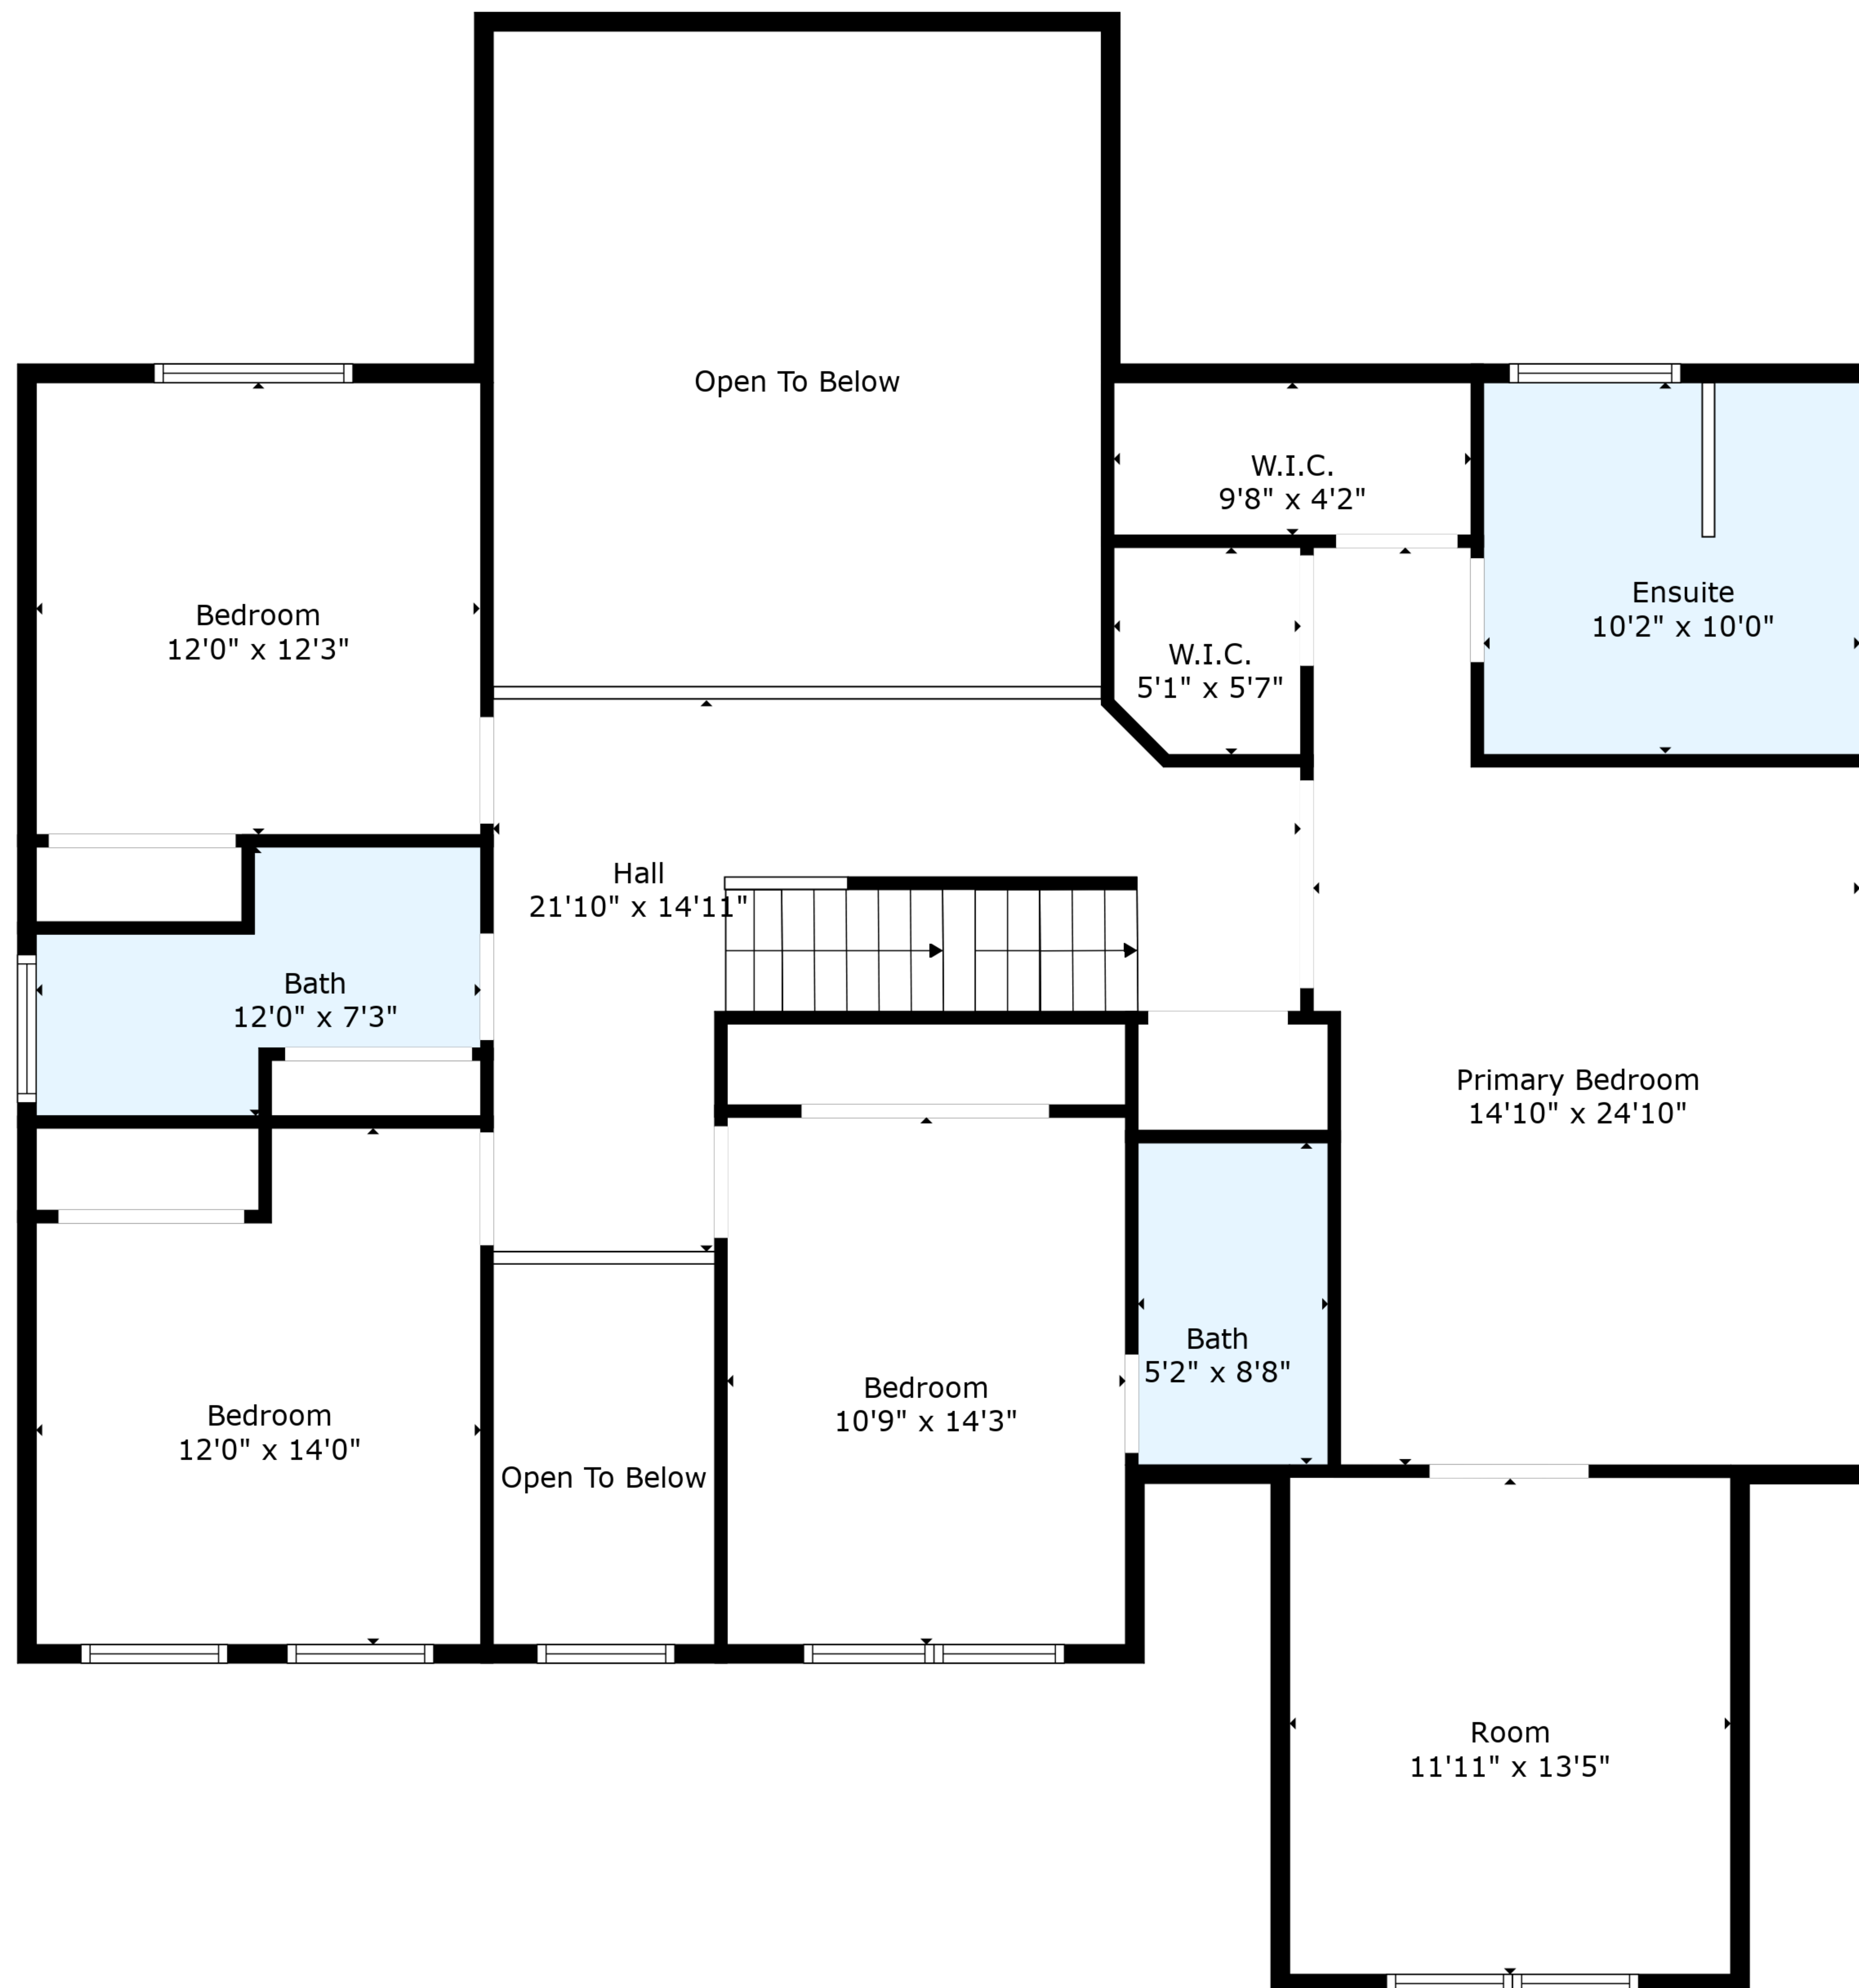 Open To Below
W.I.C.
9'8" x 4'2"
Ensuite
10'2" x 10'0"
Bedroom
12'0" x 12'3"
W.I.C.
5'1" x 5'7"
Hall
21'10" x 14'11"
Bath
12'0" x 7'3"
Primary Bedroom
14'10" x 24'10"
Bath
5'2" x 8'8"
Bedroom
10'9" x 14'3"
Bedroom
12'0" x 14'0"
Open To Below
Room
11'11" x 13'5"